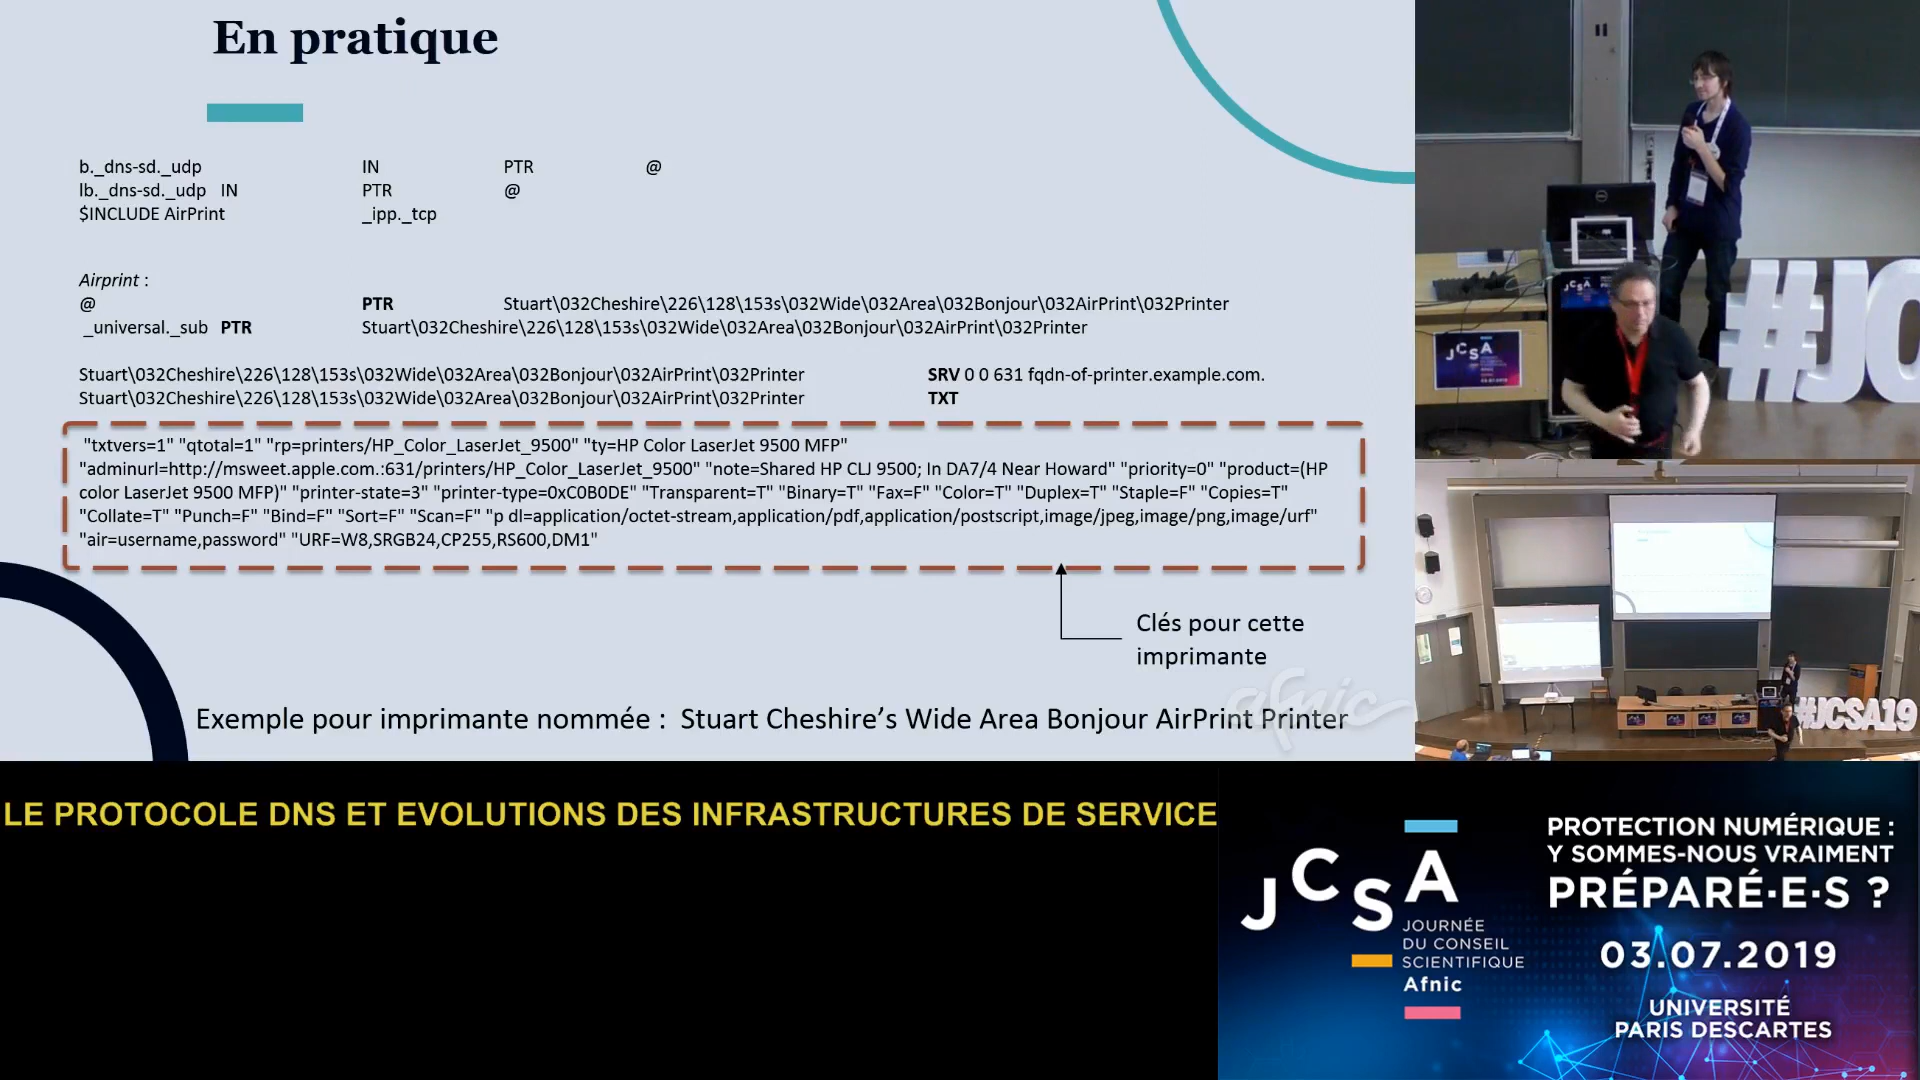 En pratique
b._dns-sd._udp IN PTR @
lb._dns-sd._udp IN PTR @
$INCLUDE AirPrint _ipp._tcp
Airprint :
@ PTR Stuart\032Cheshire\226\128\153s\032Wide\032Area\032Bonjour\032AirPrint\032Printer
_universal._sub PTR Stuart\032Cheshire\226\128\153s\032Wide\032Area\032Bonjour\032AirPrint\032Printer
Stuart\032Cheshire\226\128\153s\032Wide\032Area\032Bonjour\032AirPrint\032Printer SRV 0 0 631 fqdn-of-printer.example.com.
Stuart\032Cheshire\226\128\153s\032Wide\032Area\032Bonjour\032AirPrint\032Printer TXT
"txtvers=1" "qtotal=1" "rp=printers/HP_Color_LaserJet_9500" "ty=HP Color LaserJet 9500 MFP"
"adminurl=http://msweet.apple.com.:631/printers/HP_Color_LaserJet_9500" "note=Shared HP CLJ 9500; In DA7/4 Near Howard" "priority=0" "product=(HP
color LaserJet 9500 MFP)" "printer-state=3" "printer-type=0xC0B0DE" "Transparent=T" "Binary=T" "Fax=F" "Color=T" "Duplex=T" "Staple=F" "Copies=T"
"Collate=T" "Punch=F" "Bind=F" "Sort=F" "Scan=F" "p dl=application/octet-stream,application/pdf,application/postscript,image/jpeg,image/png,image/urf"
"air=username,password" "URF=W8,SRGB24,CP255,RS600,DM1"
Clés pour cette
imprimante
afnic
Exemple pour imprimante nommée : Stuart Cheshire’s Wide Area Bonjour AirPrint Printer
JCSA
#JC
#JCSA19
LE PROTOCOLE DNS ET EVOLUTIONS DES INFRASTRUCTURES DE SERVICE
JCSA
JOURNÉE
DU CONSEIL
SCIENTIFIQUE
Afnic
PROTECTION NUMÉRIQUE :
Y SOMMES-NOUS VRAIMENT
PRÉPARÉ·E·S ?
03.07.2019
UNIVERSITÉ
PARIS DESCARTES